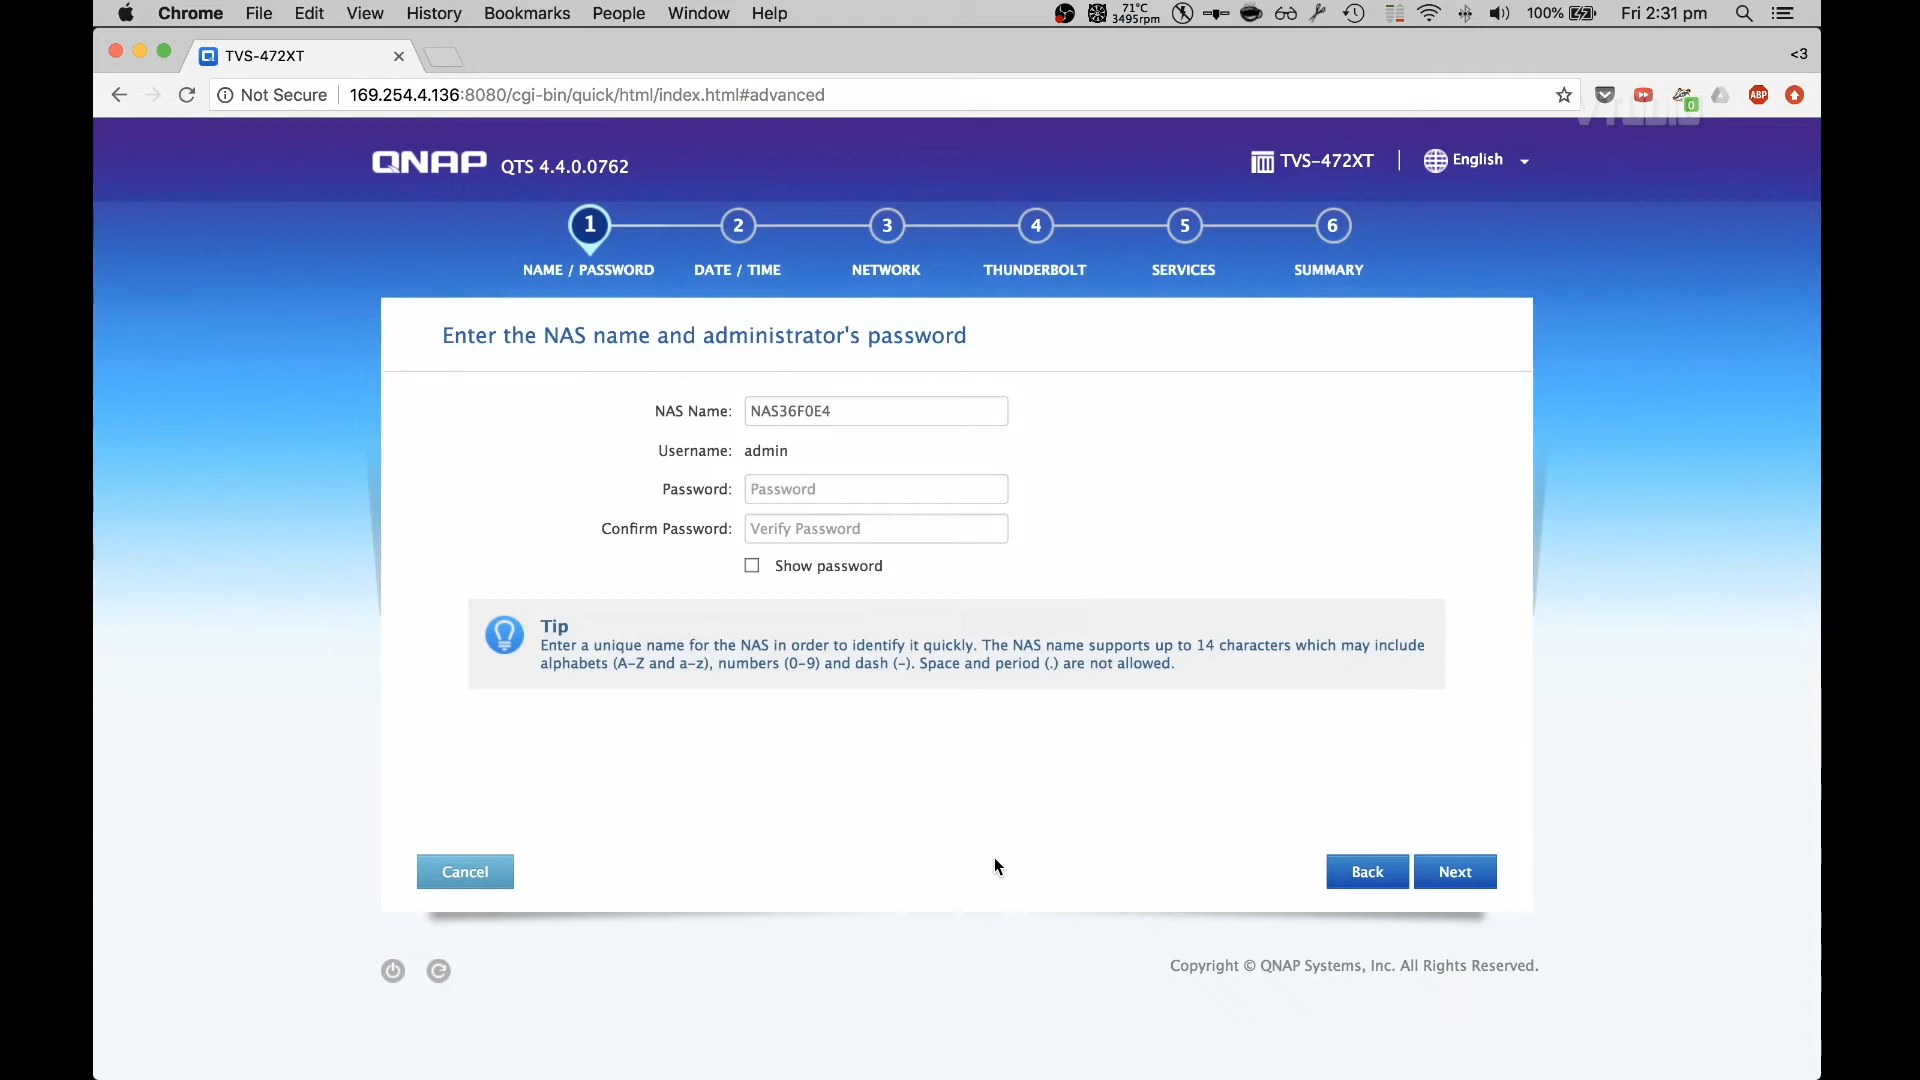 Chrome File Edit View History Bookmarks People Window Help 71°C 3495rpm 100% Fri 2:31 pm
TVS-472XT <3
Not Secure 169.254.4.136:8080/cgi-bin/quick/html/index.html#advanced 0 ABP
QNAP QTS 4.4.0.0762 TVS-472XT English
1 2 3 4 5 6
NAME / PASSWORD DATE / TIME NETWORK THUNDERBOLT SERVICES SUMMARY
Enter the NAS name and administrator's password
NAS Name: NAS36F0E4
Username: admin
Password: Password
Confirm Password: Verify Password
Show password
Tip
Enter a unique name for the NAS in order to identify it quickly. The NAS name supports up to 14 characters which may include
alphabets (A-Z and a-z), numbers (0-9) and dash (-). Space and period (.) are not allowed.
Cancel Back Next
Copyright © QNAP Systems, Inc. All Rights Reserved.